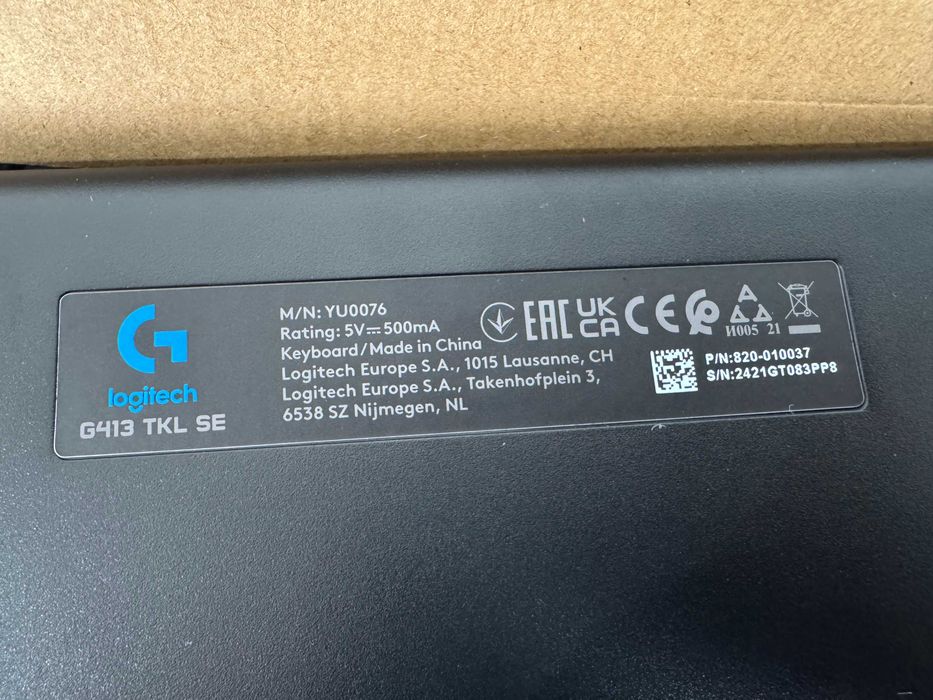 logitech
G413 TKL SE
M/N: YU0076
Rating: 5V⎓500mA
Keyboard/Made in China
Logitech Europe S.A., 1015 Lausanne, CH
Logitech Europe S.A., Takenhofplein 3,
6538 SZ Nijmegen, NL
EAC
UK
CA
CE
И005 21
P/N:820-010037
S/N:2421GT083PP8